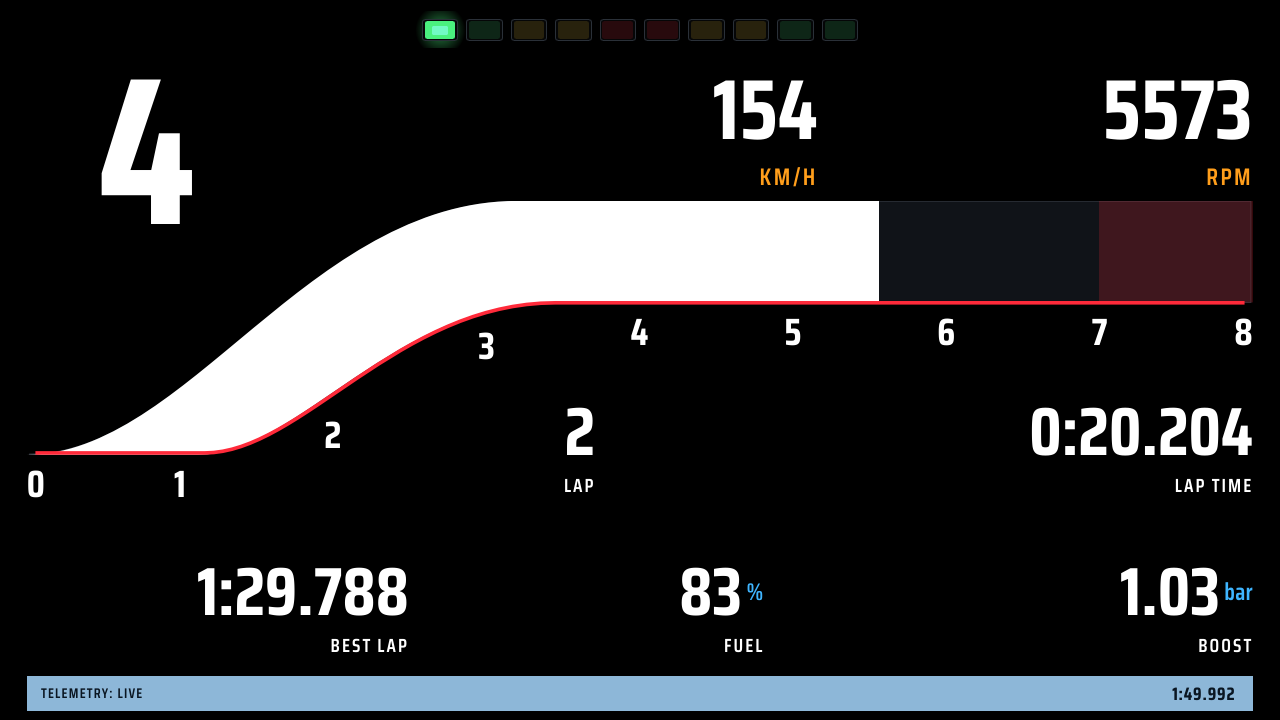 4
154
KM/H
5573
RPM
0 1 2 3 4 5 6 7 8
2
LAP
0:20.204
LAP TIME
1:29.788
BEST LAP
83 %
FUEL
1.03 bar
BOOST
TELEMETRY: LIVE
1:49.992